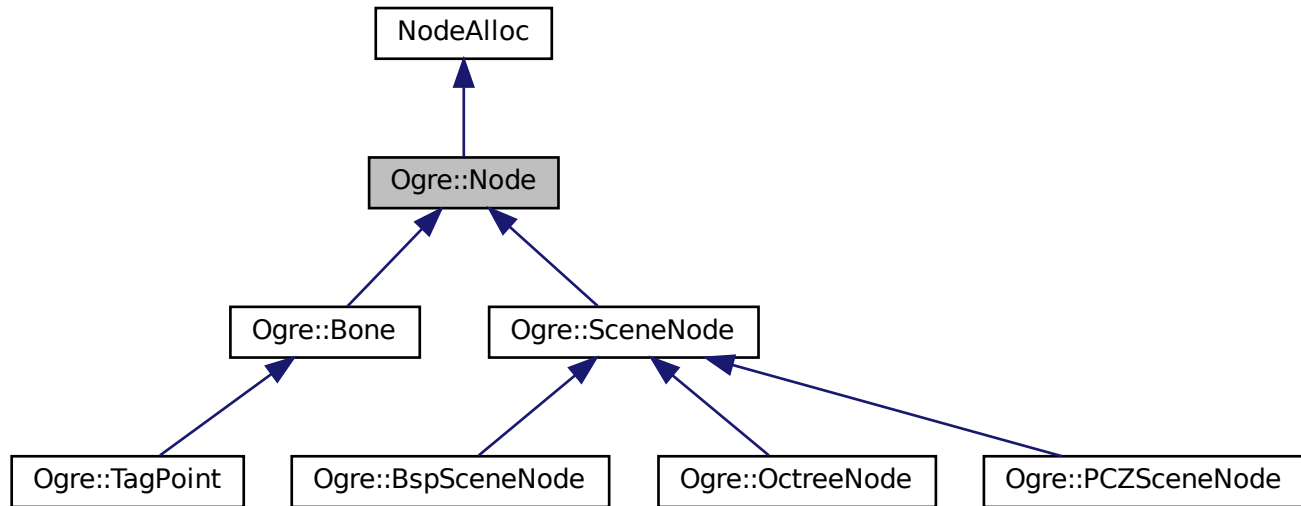 NodeAlloc
Ogre::Node
Ogre::Bone
Ogre::SceneNode
Ogre::TagPoint
Ogre::BspSceneNode
Ogre::OctreeNode
Ogre::PCZSceneNode